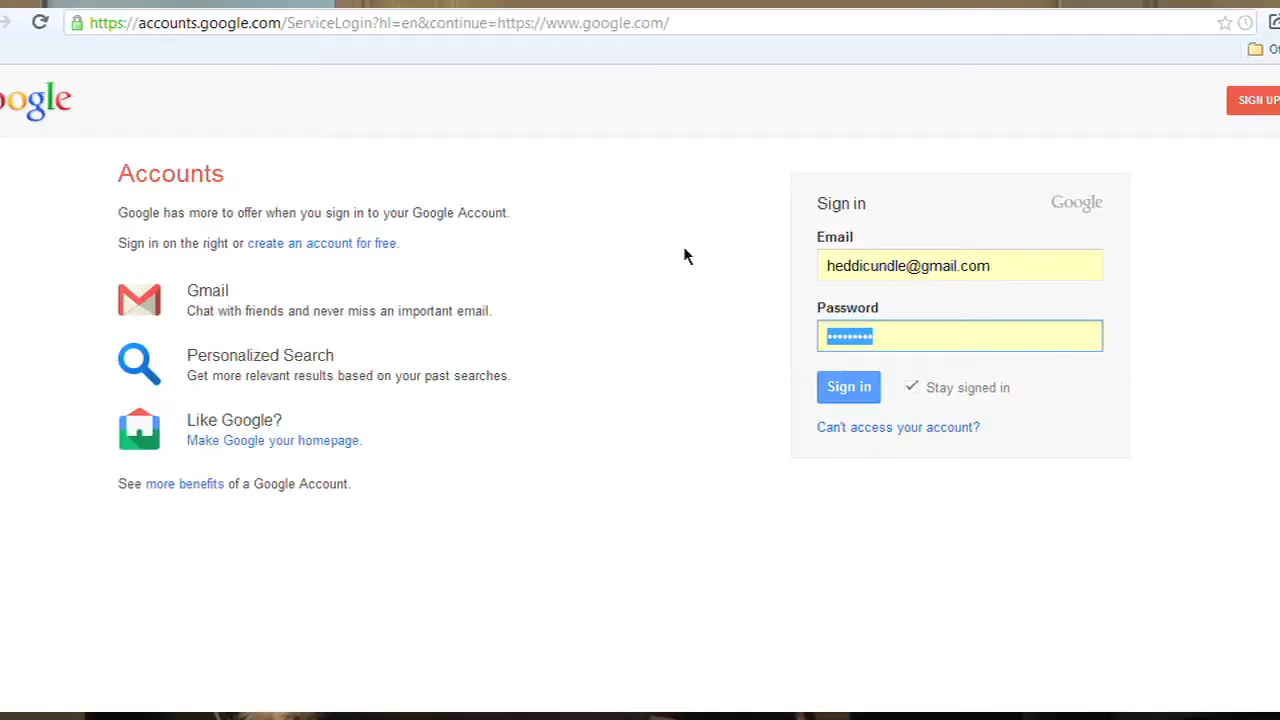 https://accounts.google.com/ServiceLogin?hl=en&continue=https://www.google.com/
oogle
SIGN UP
Accounts
Google has more to offer when you sign in to your Google Account.
Sign in on the right or create an account for free.
Gmail
Chat with friends and never miss an important email.
Personalized Search
Get more relevant results based on your past searches.
Like Google?
Make Google your homepage.
See more benefits of a Google Account.
Sign in Google
Email
heddicundle@gmail.com
Password
Sign in Stay signed in
Can't access your account?